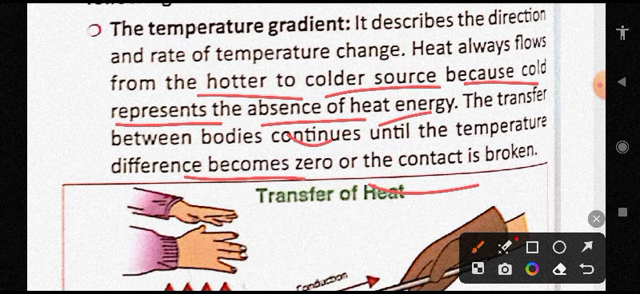 The temperature gradient: It describes the direction
and rate of temperature change. Heat always flows
from the hotter to colder source because cold
represents the absence of heat energy. The transfer
between bodies continues until the temperature
difference becomes zero or the contact is broken.
Transfer of Heat
Conduction